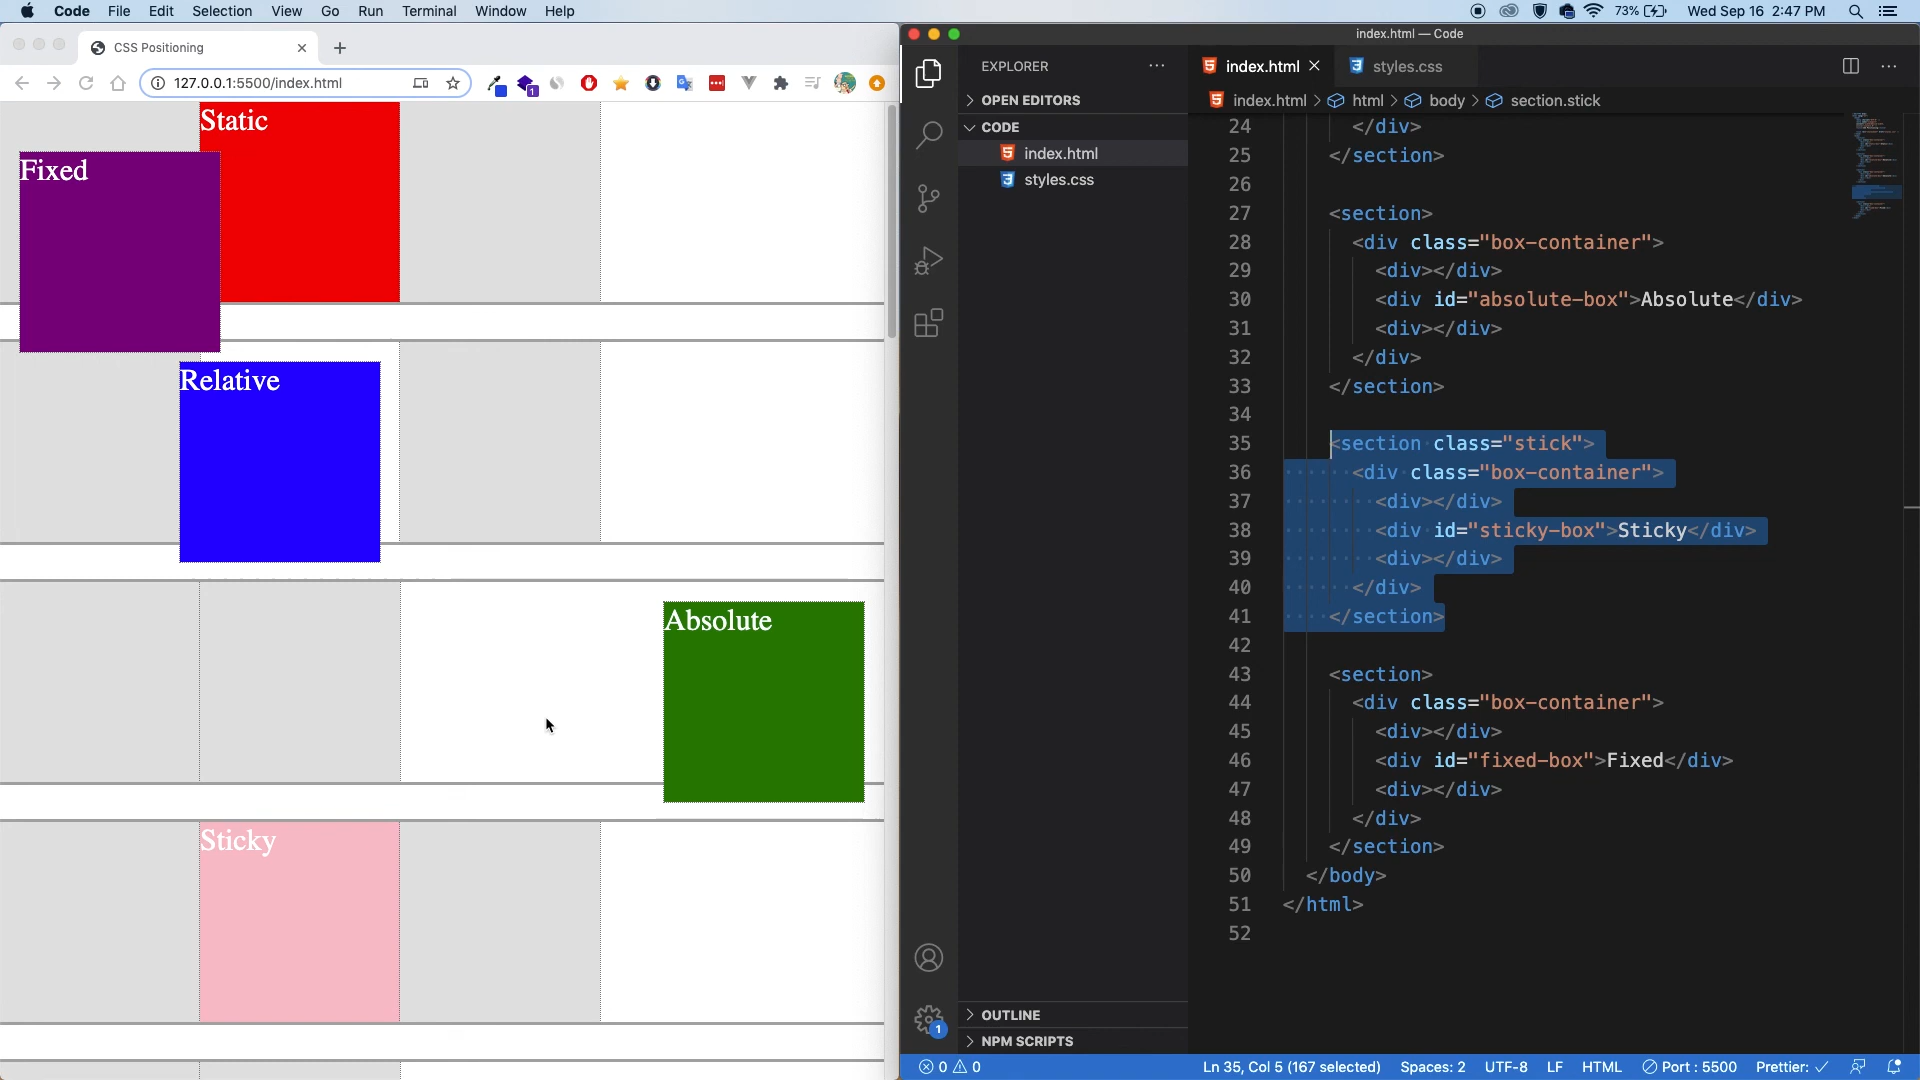 Code File Edit Selection View Go Run Terminal Window Help
73% Wed Sep 16 2:47 PM
CSS Positioning
127.0.0.1:5500/index.html
1
Static
Fixed
Relative
Absolute
Sticky
index.html — Code
EXPLORER
OPEN EDITORS
CODE
index.html
styles.css
OUTLINE
NPM SCRIPTS
1
index.html styles.css
index.html > html > body > section.stick
24 </div>
25 </section>
26
27 <section>
28 <div class="box-container">
29 <div></div>
30 <div id="absolute-box">Absolute</div>
31 <div></div>
32 </div>
33 </section>
34
35 <section class="stick">
36 <div class="box-container">
37 <div></div>
38 <div id="sticky-box">Sticky</div>
39 <div></div>
40 </div>
41 </section>
42
43 <section>
44 <div class="box-container">
45 <div></div>
46 <div id="fixed-box">Fixed</div>
47 <div></div>
48 </div>
49 </section>
50 </body>
51 </html>
52
0 0 Ln 35, Col 5 (167 selected) Spaces: 2 UTF-8 LF HTML Port : 5500 Prettier: ✓